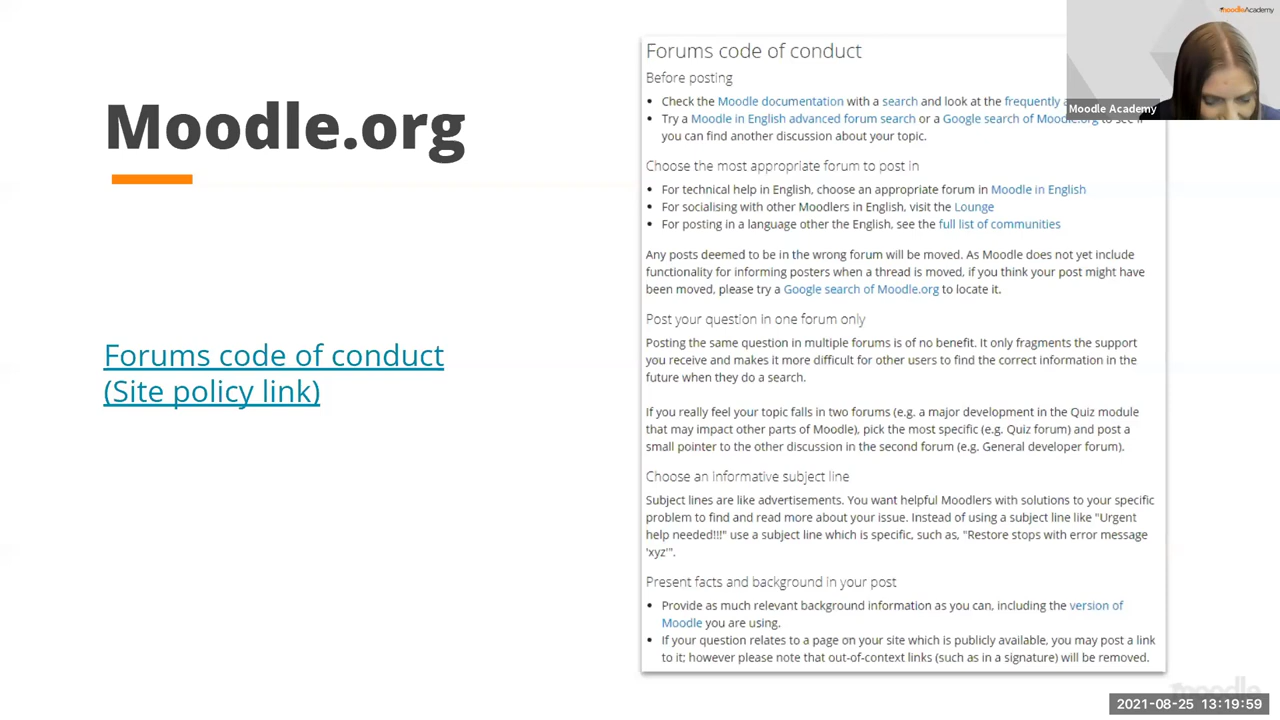 moodleAcademy
Moodle Academy
Moodle.org
Forums code of conduct
(Site policy link)
Forums code of conduct
Before posting
Check the Moodle documentation with a search and look at the frequently
Try a Moodle in English advanced forum search or a Google search of Moodle.org to see if
you can find another discussion about your topic.
Choose the most appropriate forum to post in
For technical help in English, choose an appropriate forum in Moodle in English
For socialising with other Moodlers in English, visit the Lounge
For posting in a language other the English, see the full list of communities
Any posts deemed to be in the wrong forum will be moved. As Moodle does not yet include
functionality for informing posters when a thread is moved, if you think your post might have
been moved, please try a Google search of Moodle.org to locate it.
Post your question in one forum only
Posting the same question in multiple forums is of no benefit. It only fragments the support
you receive and makes it more difficult for other users to find the correct information in the
future when they do a search.
If you really feel your topic falls in two forums (e.g. a major development in the Quiz module
that may impact other parts of Moodle), pick the most specific (e.g. Quiz forum) and post a
small pointer to the other discussion in the second forum (e.g. General developer forum).
Choose an informative subject line
Subject lines are like advertisements. You want helpful Moodlers with solutions to your specific
problem to find and read more about your issue. Instead of using a subject line like "Urgent
help needed!!!" use a subject line which is specific, such as, "Restore stops with error message
'xyz'".
Present facts and background in your post
Provide as much relevant background information as you can, including the version of
Moodle you are using.
If your question relates to a page on your site which is publicly available, you may post a link
to it; however please note that out-of-context links (such as in a signature) will be removed.
moodle
2021-08-25 13:19:59